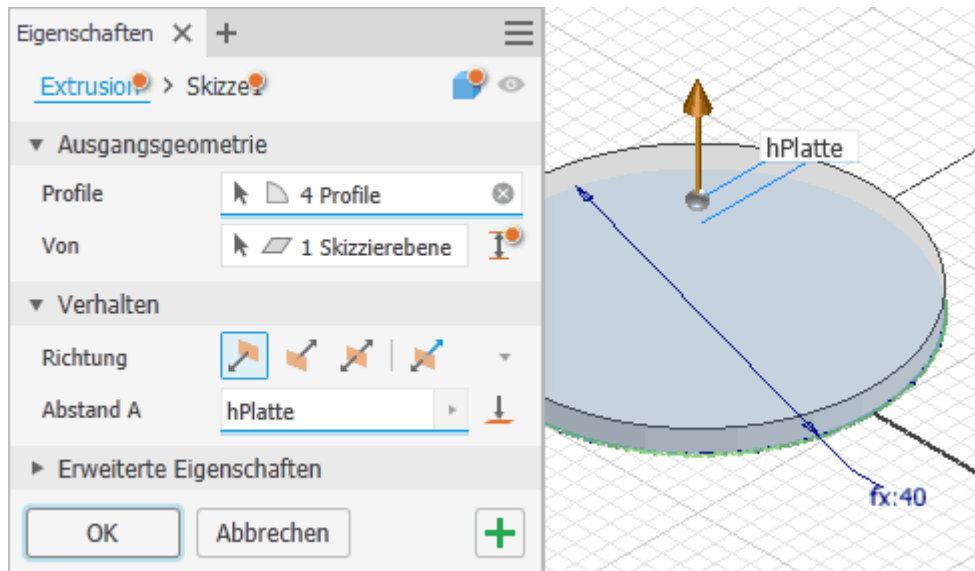 Eigenschaften
Extrusion > Skizze1
Ausgangsgeometrie
Profile 4 Profile
Von 1 Skizzierebene
Verhalten
Richtung
Abstand A hPlatte
Erweiterte Eigenschaften
OK Abbrechen
hPlatte
fx:40